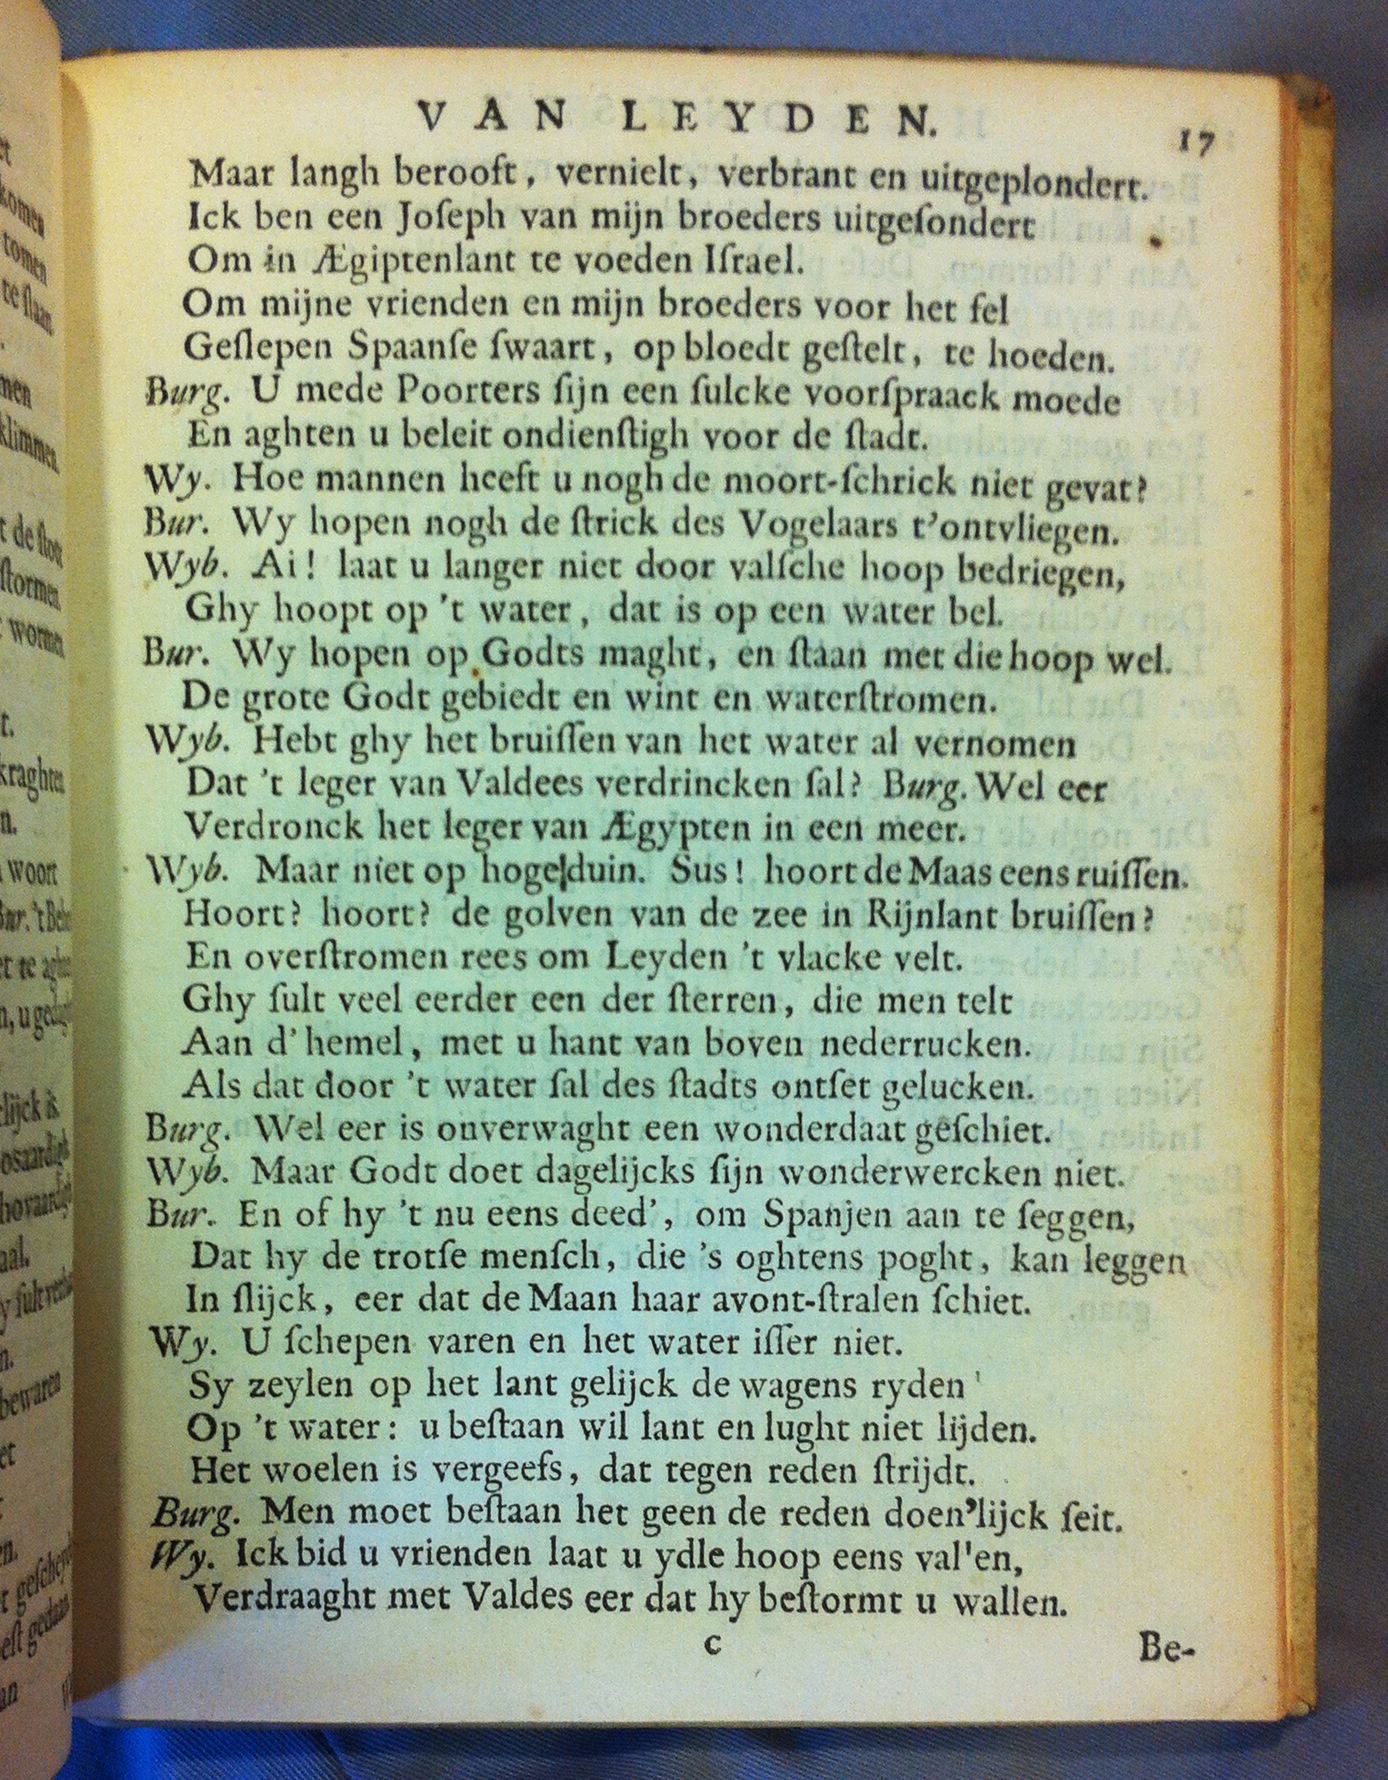 VAN LEYDEN.
17
Maar langh berooft, vernielt, verbrant en uitgeplondert.
Ick ben een Joſeph van mijn broeders uitgeſondert
Om in Ægiptenlant te voeden Iſrael.
Om mijne vrienden en mijn broeders voor het fel
Geſlepen Spaanſe ſwaart, op bloedt geſtelt, te hoeden.
Burg. U mede Poorters ſijn een ſulcke voorſpraack moede
En aghten u beleit ondienſtigh voor de ſtadt.
Wy. Hoe mannen heeft u nogh de moort-ſchrick niet gevat?
Bur. Wy hopen nogh de ſtrick des Vogelaars t'ontvliegen.
Wyb. Ai! laat u langer niet door valſche hoop bedriegen,
Ghy hoopt op 't water, dat is op een water bel.
Bur. Wy hopen op Godts maght, en ſtaan met die hoop wel.
De grote Godt gebiedt en wint en waterſtromen.
Wyb. Hebt ghy het bruiſſen van het water al vernomen
Dat 't leger van Valdees verdrincken ſal? Burg. Wel eer
Verdronck het leger van Ægypten in een meer.
Wyb. Maar niet op hoge duin. Sus! hoort de Maas eens ruiſſen.
Hoort? hoort? de golven van de zee in Rijnlant bruiſſen?
En overſtromen rees om Leyden 't vlacke velt.
Ghy ſult veel eerder een der ſterren, die men telt
Aan d' hemel, met u hant van boven nederrucken.
Als dat door 't water ſal des ſtadts ontſet gelucken.
Burg. Wel eer is onverwaght een wonderdaat geſchiet.
Wyb. Maar Godt doet dagelijcks ſijn wonderwercken niet.
Bur. En of hy 't nu eens deed', om Spanjen aan te ſeggen,
Dat hy de trotſe menſch, die 's oghtens poght, kan leggen
In ſlijck, eer dat de Maan haar avont-ſtralen ſchiet.
Wy. U ſchepen varen en het water iſſer niet.
Sy zeylen op het lant gelijck de wagens ryden
Op 't water: u beſtaan wil lant en lught niet lijden.
Het woelen is vergeefs, dat tegen reden ſtrijdt.
Burg. Men moet beſtaan het geen de reden doen'lijck ſeit.
Wy. Ick bid u vrienden laat u ydle hoop eens val'en,
Verdraaght met Valdes eer dat hy beſtormt u wallen.
C
Be-